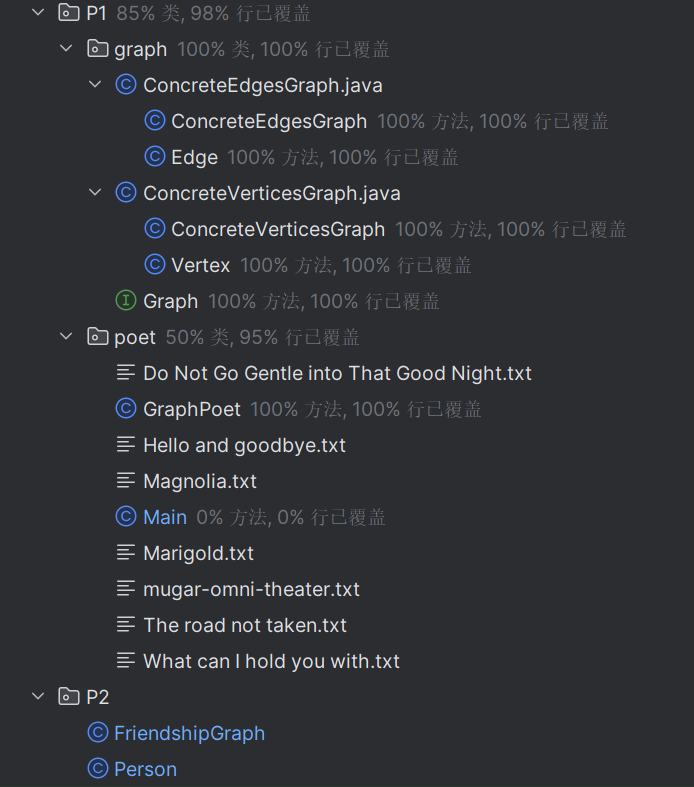 P1 85% 类, 98% 行已覆盖
graph 100% 类, 100% 行已覆盖
ConcreteEdgesGraph.java
ConcreteEdgesGraph 100% 方法, 100% 行已覆盖
Edge 100% 方法, 100% 行已覆盖
ConcreteVerticesGraph.java
ConcreteVerticesGraph 100% 方法, 100% 行已覆盖
Vertex 100% 方法, 100% 行已覆盖
Graph 100% 方法, 100% 行已覆盖
poet 50% 类, 95% 行已覆盖
Do Not Go Gentle into That Good Night.txt
GraphPoet 100% 方法, 100% 行已覆盖
Hello and goodbye.txt
Magnolia.txt
Main 0% 方法, 0% 行已覆盖
Marigold.txt
mugar-omni-theater.txt
The road not taken.txt
What can I hold you with.txt
P2
FriendshipGraph
Person